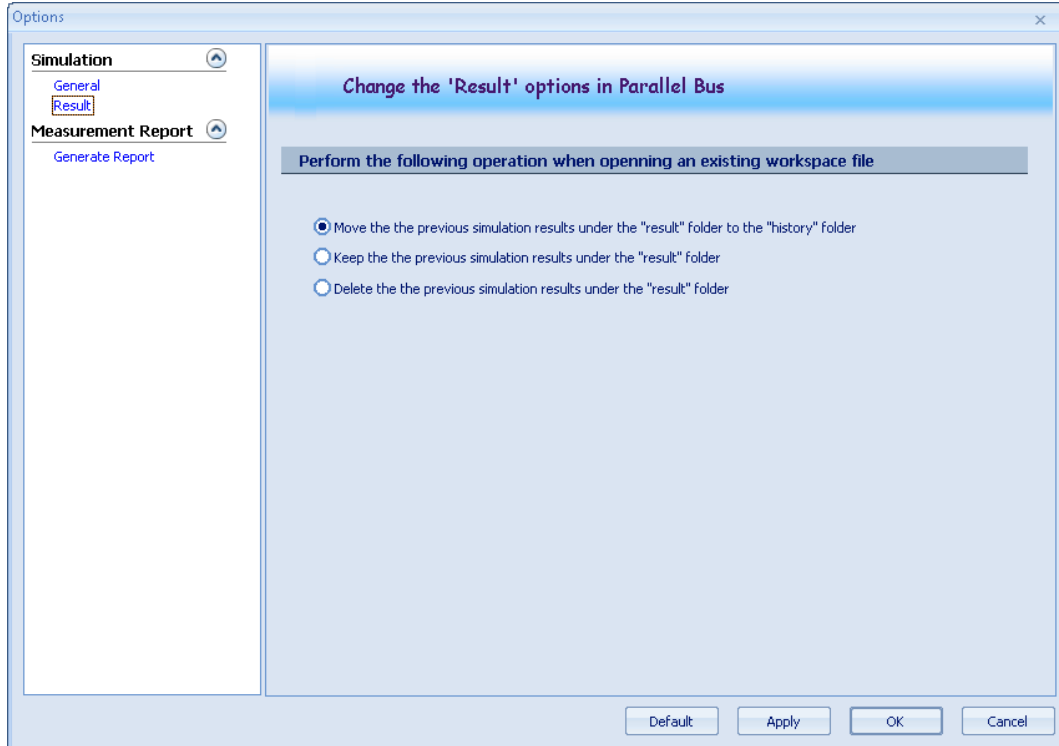 Options
Simulation
General
Result
Measurement Report
Generate Report
Change the 'Result' options in Parallel Bus
Perform the following operation when openning an existing workspace file
Move the the previous simulation results under the "result" folder to the "history" folder
Keep the the previous simulation results under the "result" folder
Delete the the previous simulation results under the "result" folder
Default Apply OK Cancel